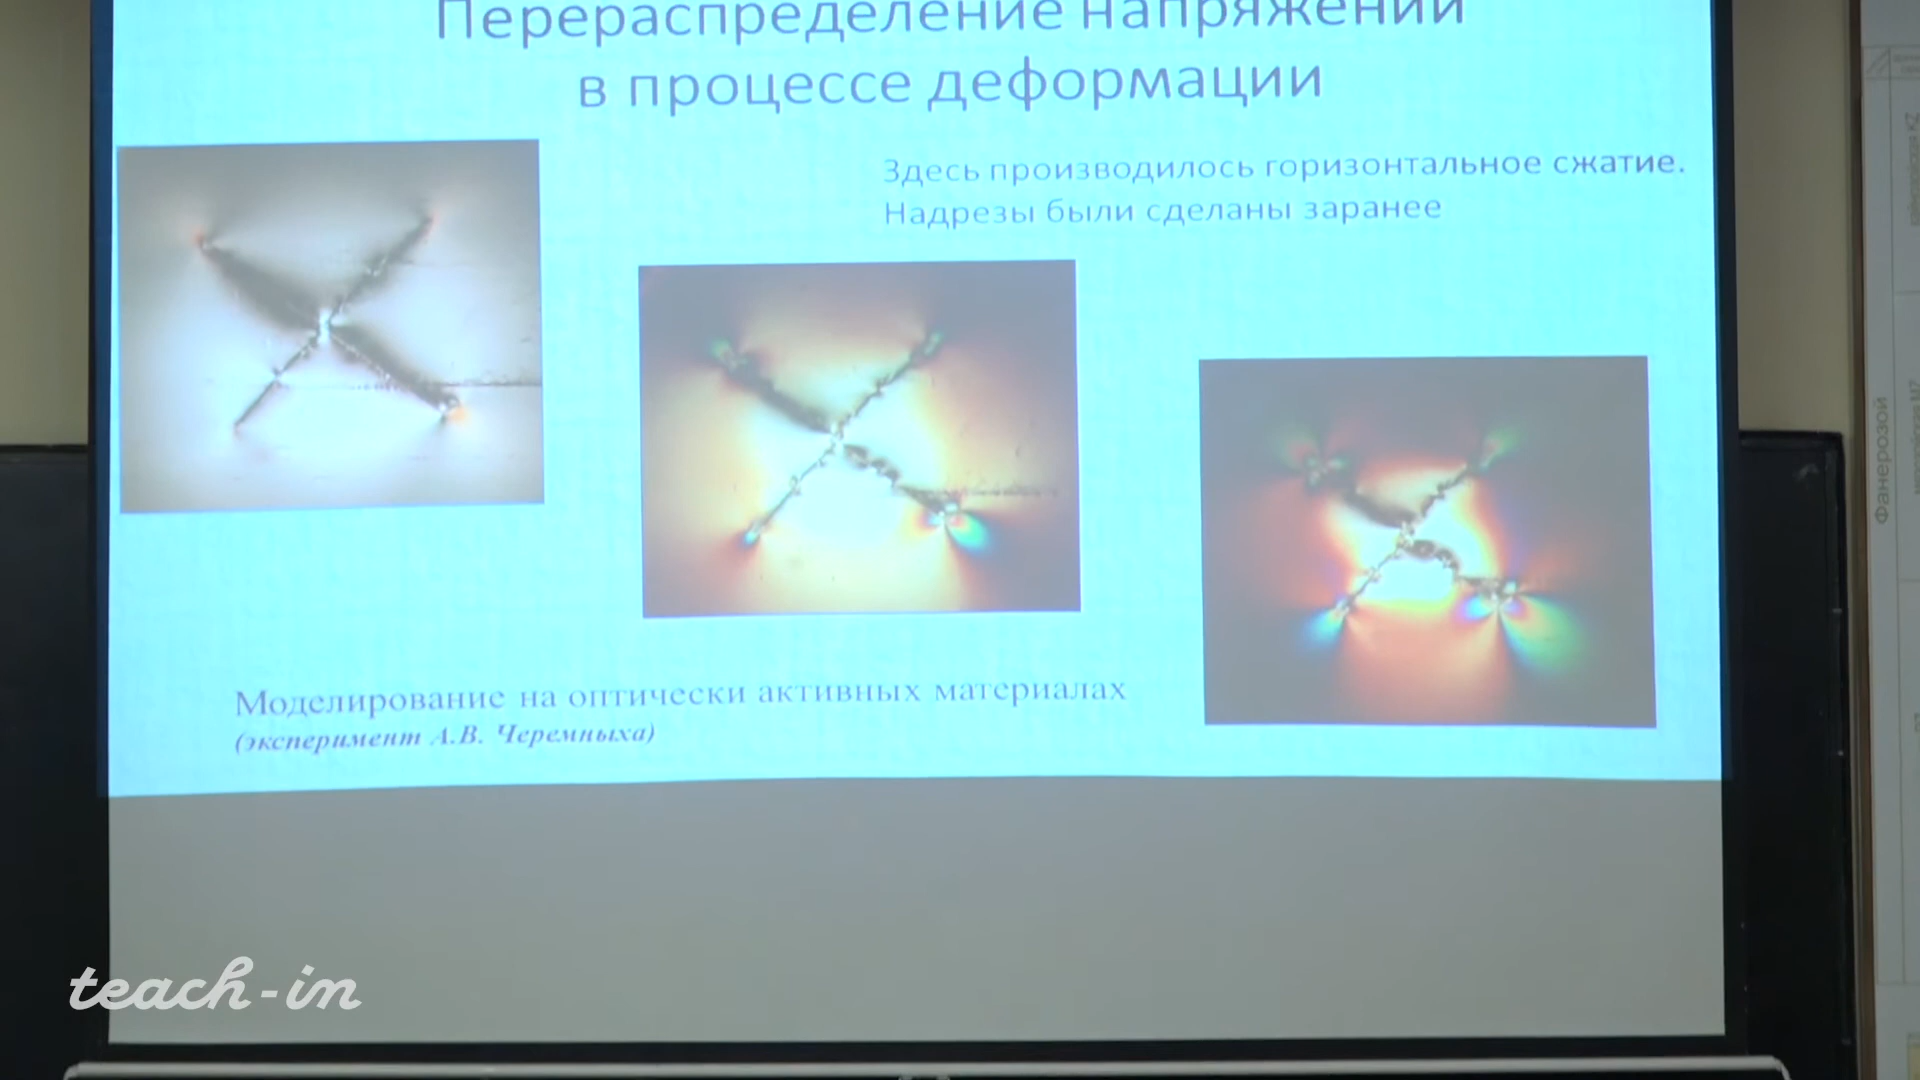 Перераспределение напряжений
в процессе деформации
Здесь производилось горизонтальное сжатие.
Надрезы были сделаны заранее
Моделирование на оптически активных материалах
(эксперимент А.В. Черемныха)
Фанерозой
teach-in